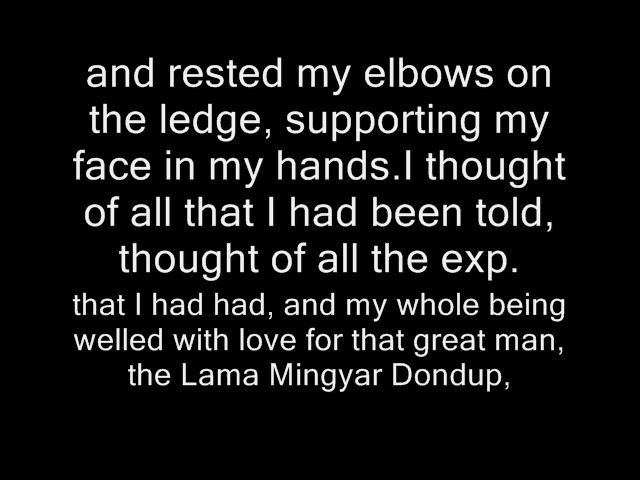 and rested my elbows on
the ledge, supporting my
face in my hands.I thought
of all that I had been told,
thought of all the exp.
that I had had, and my whole being
welled with love for that great man,
the Lama Mingyar Dondup,